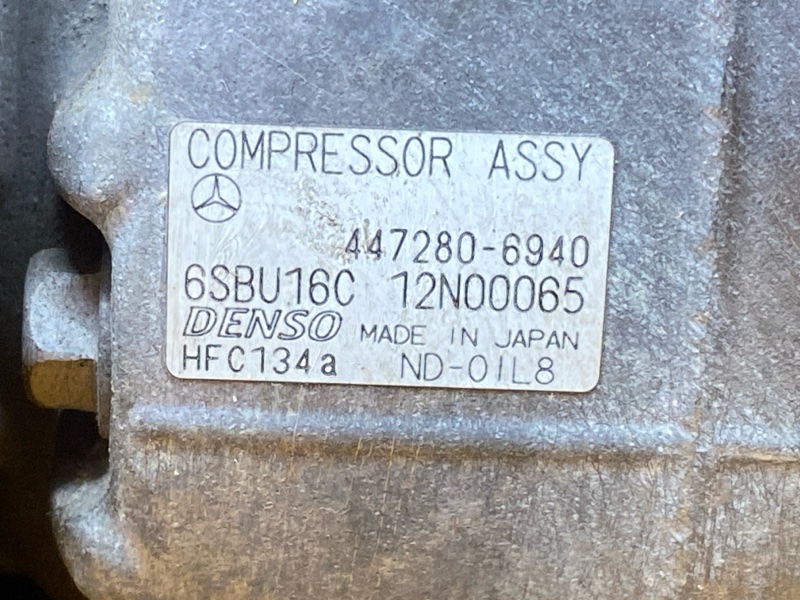 COMPRESSOR ASSY
447280-6940
6SBU16C 12N00065
DENSO MADE IN JAPAN
HFC134a ND-OIL8